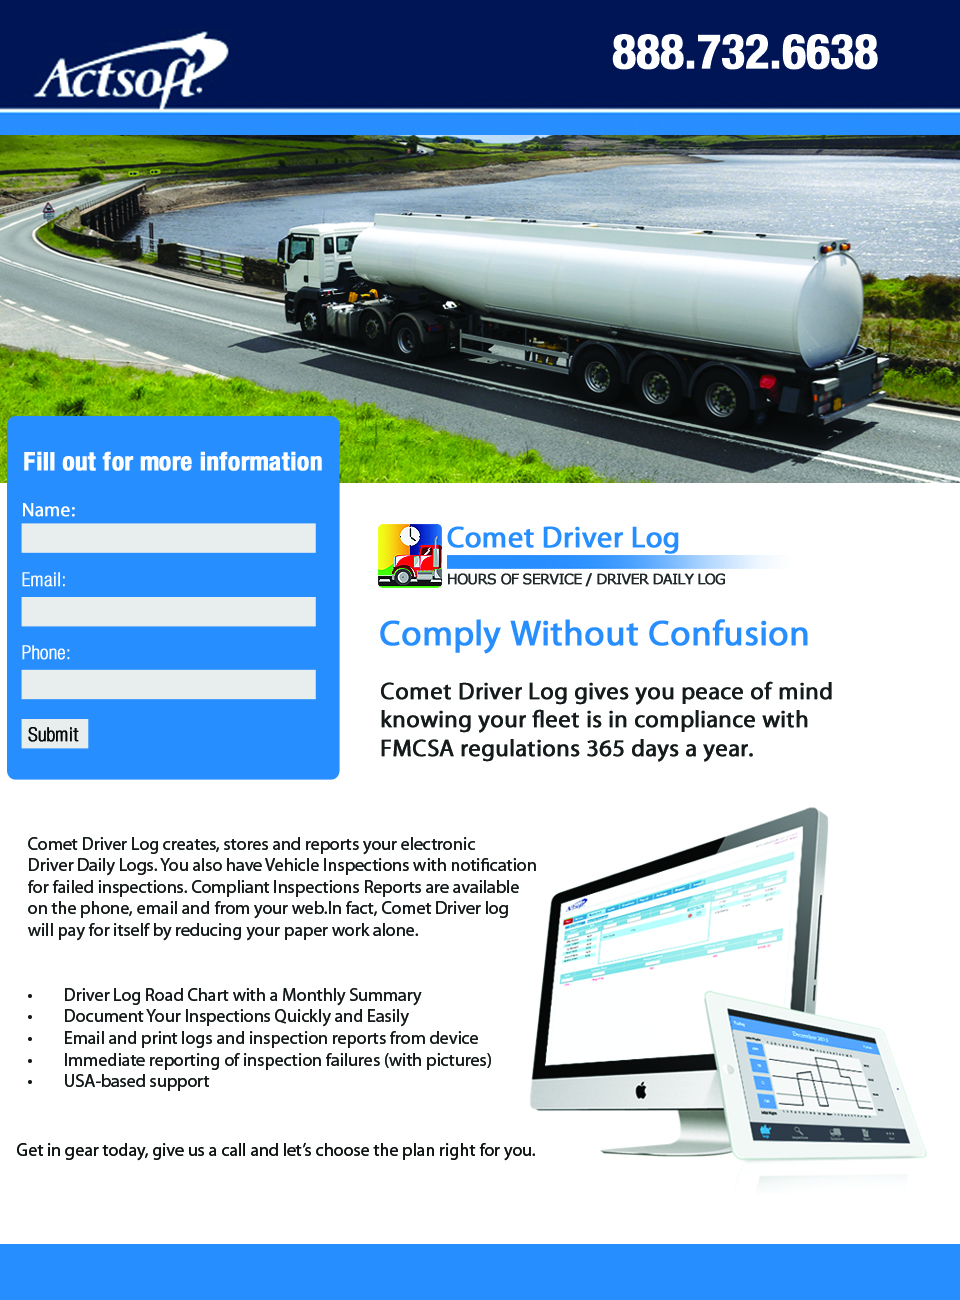 Actsoft.
888.732.6638
Fill out for more information
Name:
Email:
Phone:
Submit
Comet Driver Log
HOURS OF SERVICE / DRIVER DAILY LOG
Comply Without Confusion
Comet Driver Log gives you peace of mind
knowing your fleet is in compliance with
FMCSA regulations 365 days a year.
Comet Driver Log creates, stores and reports your electronic
Driver Daily Logs. You also have Vehicle Inspections with notification
for failed inspections. Compliant Inspections Reports are available
on the phone, email and from your web.In fact, Comet Driver log
will pay for itself by reducing your paper work alone.
• Driver Log Road Chart with a Monthly Summary
• Document Your Inspections Quickly and Easily
• Email and print logs and inspection reports from device
• Immediate reporting of inspection failures (with pictures)
• USA-based support
Get in gear today, give us a call and let's choose the plan right for you.
Actsoft